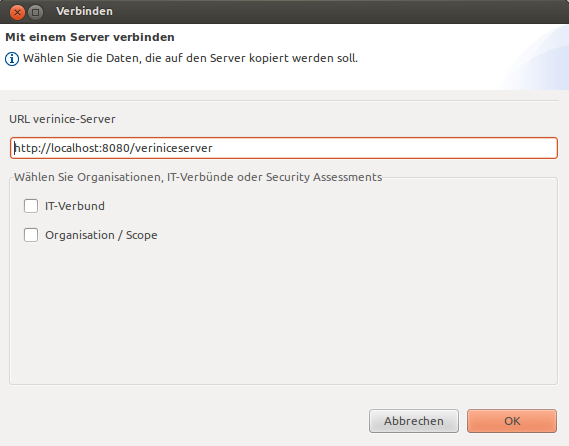 Verbinden
Mit einem Server verbinden
Wählen Sie die Daten, die auf den Server kopiert werden soll.
URL verinice-Server
http://localhost:8080/veriniceserver
Wählen Sie Organisationen, IT-Verbünde oder Security Assessments
IT-Verbund
Organisation / Scope
Abbrechen
OK